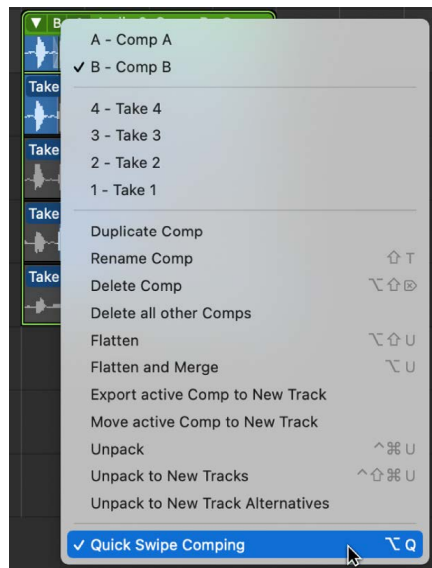 A - Comp A
✓ B - Comp B
Take
4 - Take 4
Take
3 - Take 3
2 - Take 2
1 - Take 1
Take
Duplicate Comp
Rename Comp ⇧ T
Take
Delete Comp ⌥ ⇧ ⌦
Delete all other Comps
Flatten ⌥ ⇧ U
Flatten and Merge ⌥ U
Export active Comp to New Track
Move active Comp to New Track
Unpack ^ ⌘ U
Unpack to New Tracks ^ ⇧ ⌘ U
Unpack to New Track Alternatives
✓ Quick Swipe Comping ⌥ Q